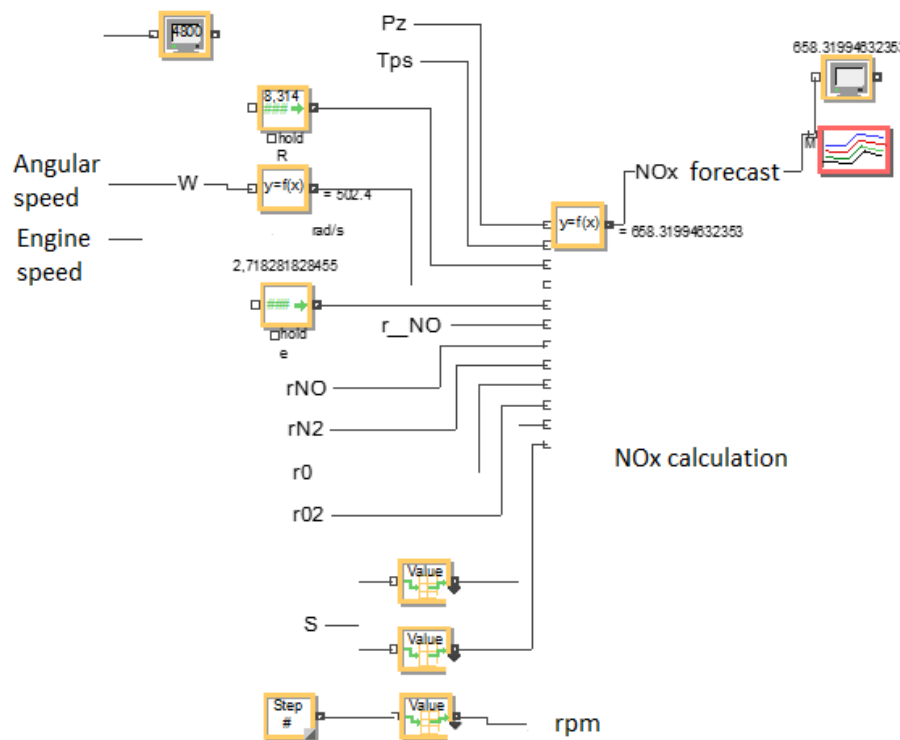 4800
Pz
658.31994632353
Tps
8,314
hold
R
M
Angular
speed
W
y=f(x)
= 502.4
NOx forecast
y=f(x)
= 658.31994632353
rad/s
Engine
speed
2,718281828455
hold
e
r__NO
rNO
rN2
NOx calculation
r0
r02
Value
S
Value
Step
#
Value
rpm